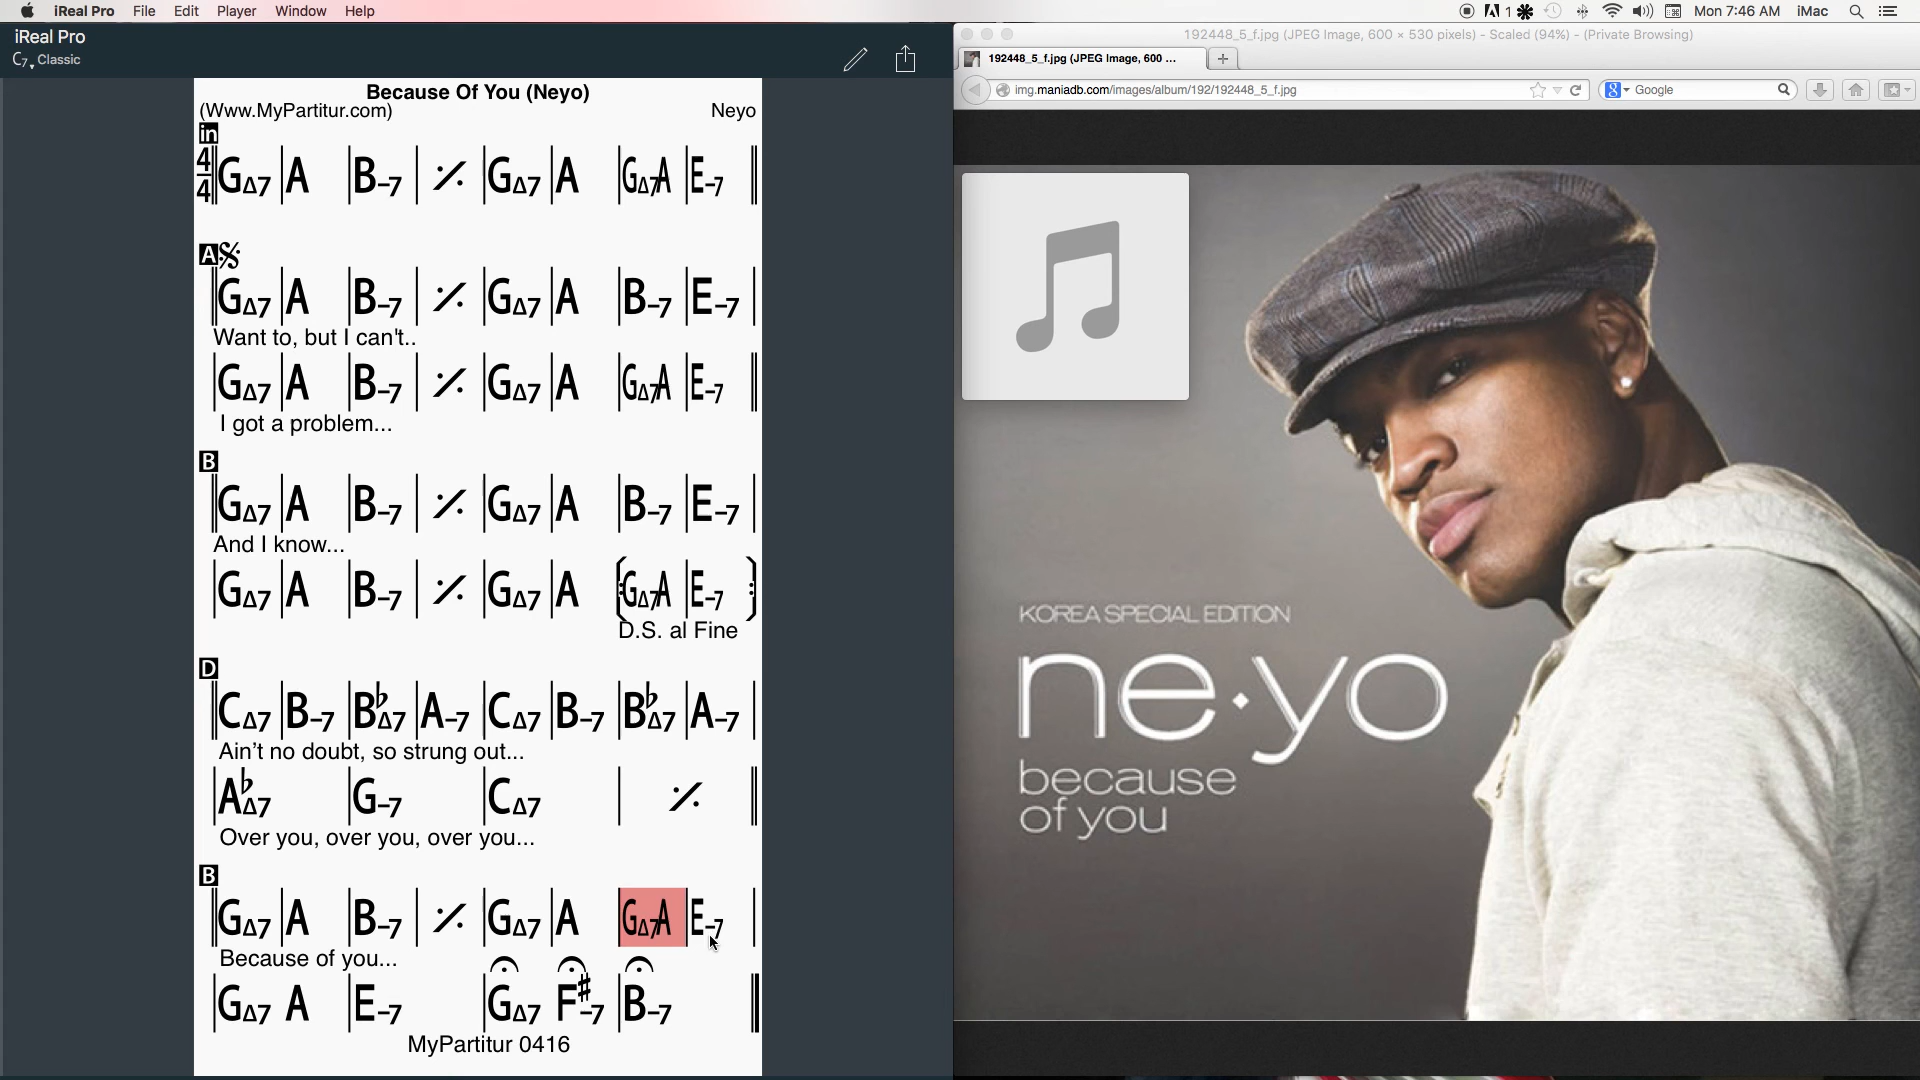 iReal Pro File Edit Player Window Help
1 Mon 7:46 AM iMac
iReal Pro
C7 Classic
192448_5_f.jpg (JPEG Image, 600 × 530 pixels) - Scaled (94%) - (Private Browsing)
192448_5_f.jpg (JPEG Image, 600 ...
img.maniadb.com/images/album/192/192448_5_f.jpg
Google
Because Of You (Neyo)
(Www.MyPartitur.com) Neyo
in
4/4 GΔ7 A B-7 𝄎 GΔ7 A GΔ7 A E-7
A 𝄋
GΔ7 A B-7 𝄎 GΔ7 A B-7 E-7
Want to, but I can't..
GΔ7 A B-7 𝄎 GΔ7 A GΔ7 A E-7
I got a problem...
B
GΔ7 A B-7 𝄎 GΔ7 A B-7 E-7
And I know...
GΔ7 A B-7 𝄎 GΔ7 A GΔ7 A E-7
D.S. al Fine
D
CΔ7 B-7 B♭Δ7 A-7 CΔ7 B-7 B♭Δ7 A-7
Ain't no doubt, so strung out...
A♭Δ7 G-7 CΔ7 𝄎
Over you, over you, over you...
B
GΔ7 A B-7 𝄎 GΔ7 A GΔ7 A E-7
Because of you...
GΔ7 A E-7 GΔ7 F♯-7 B-7
MyPartitur 0416
KOREA SPECIAL EDITION
ne·yo
because
of you